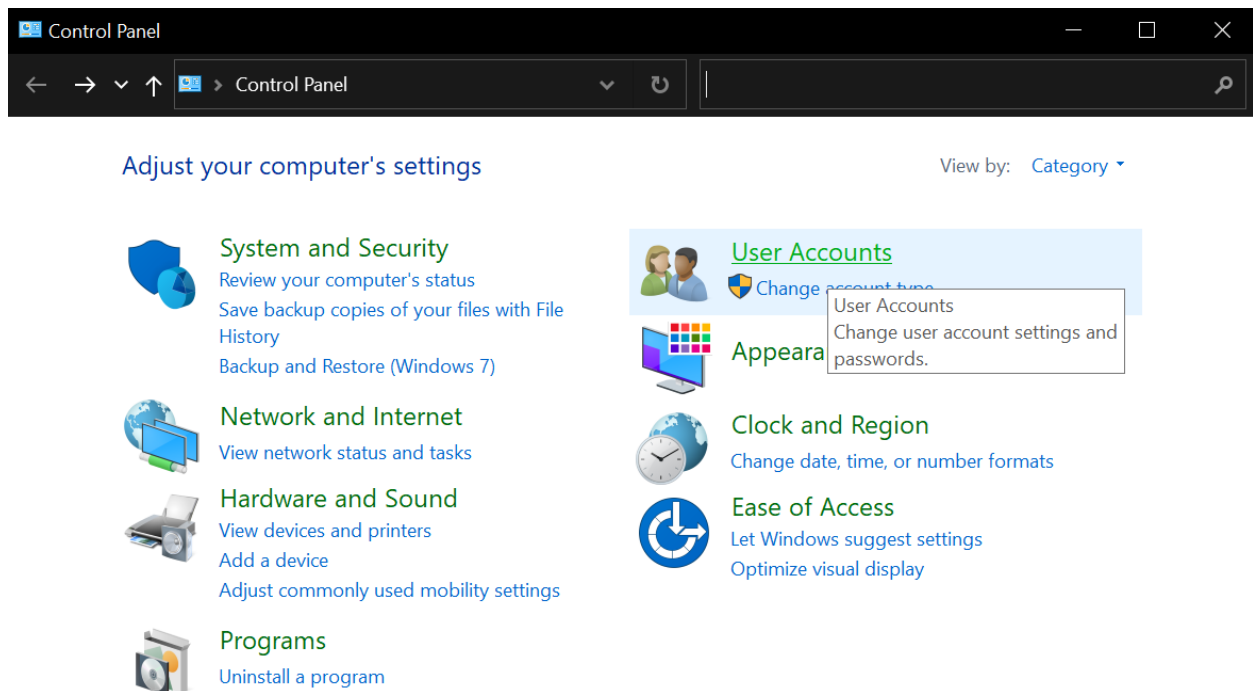 Control Panel
Control Panel
Adjust your computer's settings
View by: Category
System and Security
Review your computer's status
Save backup copies of your files with File
History
Backup and Restore (Windows 7)
Network and Internet
View network status and tasks
Hardware and Sound
View devices and printers
Add a device
Adjust commonly used mobility settings
Programs
Uninstall a program
User Accounts
Change account type
User Accounts
Change user account settings and
passwords.
Appeara
Clock and Region
Change date, time, or number formats
Ease of Access
Let Windows suggest settings
Optimize visual display